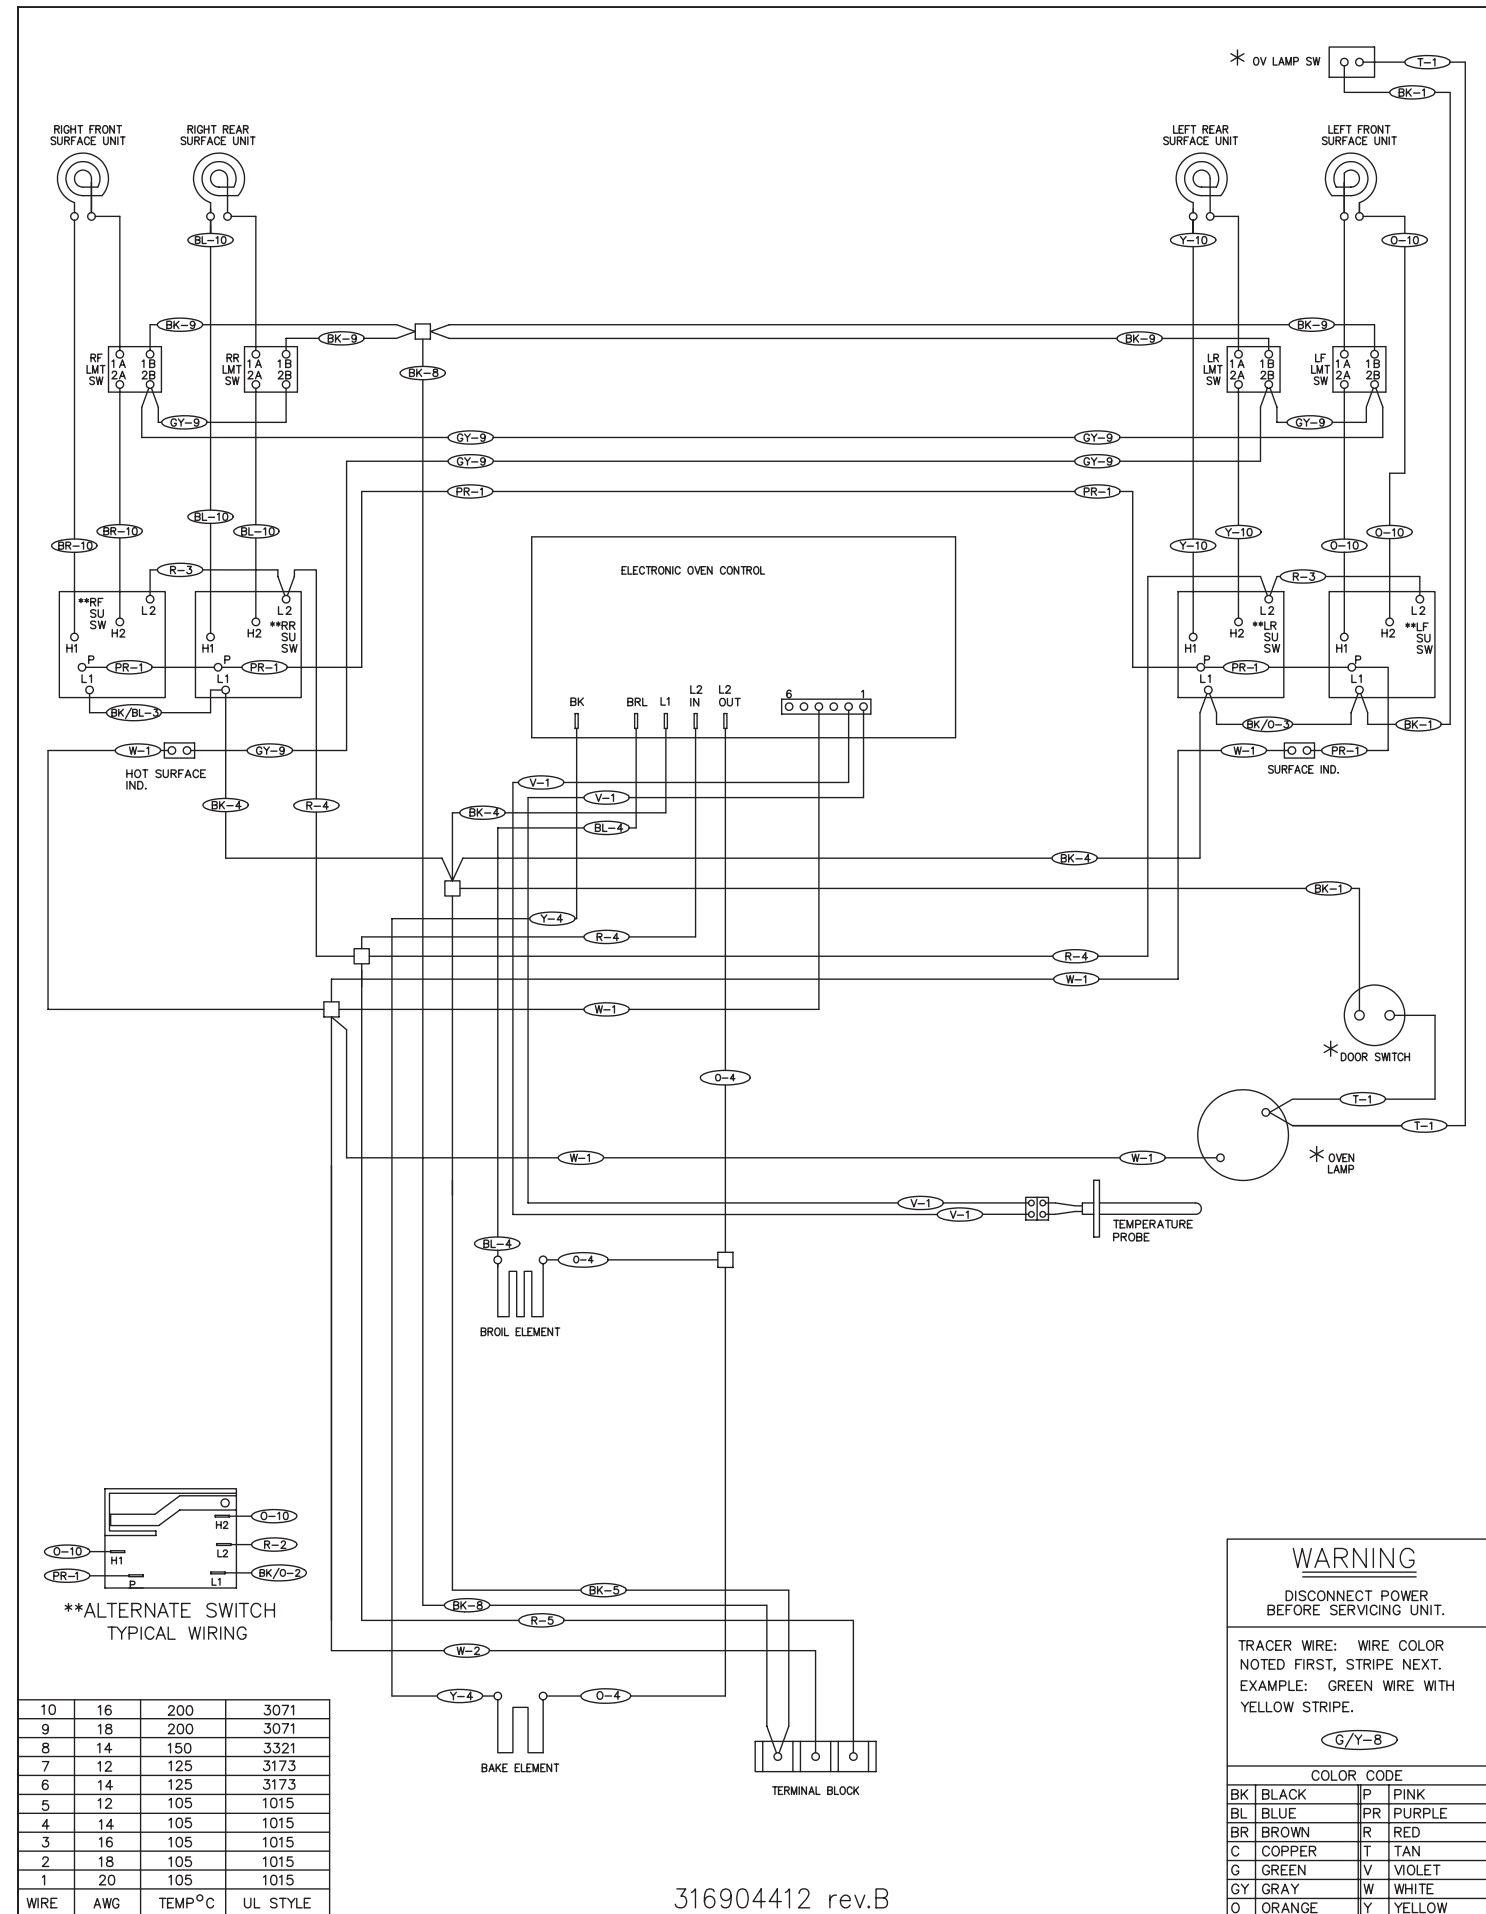 OV LAMP SW
T-1
BK-1
RIGHT FRONT
SURFACE UNIT
RIGHT REAR
SURFACE UNIT
LEFT REAR
SURFACE UNIT
LEFT FRONT
SURFACE UNIT
BL-10
Y-10
O-10
BK-9
BK-9
BK-9
BK-9
BK-8
RF
LMT
SW
1A
1B
2A
2B
RR
LMT
SW
1A
1B
2A
2B
LR
LMT
SW
1A
1B
2A
2B
LF
LMT
SW
1A
1B
2A
2B
GY-9
GY-9
GY-9
GY-9
GY-9
GY-9
PR-1
PR-1
BR-10
BR-10
BL-10
BL-10
Y-10
Y-10
O-10
O-10
R-3
R-3
**RF
SU
SW
H1
H2
L2
P
L1
**RR
SU
SW
H1
H2
L2
P
L1
PR-1
PR-1
BK/BL-3
**LR
SU
SW
H1
H2
L2
P
L1
**LF
SU
SW
H1
H2
L2
P
L1
PR-1
BK/O-3
BK-1
ELECTRONIC OVEN CONTROL
BK
BRL
L1
L2
IN
L2
OUT
6
1
W-1
GY-9
HOT SURFACE
IND.
W-1
PR-1
SURFACE IND.
BK-4
R-4
V-1
V-1
BK-4
BL-4
BK-4
BK-1
Y-4
R-4
R-4
W-1
W-1
DOOR SWITCH
O-4
T-1
T-1
W-1
W-1
OVEN
LAMP
V-1
V-1
TEMPERATURE
PROBE
BL-4
O-4
BROIL ELEMENT
O-10
H2
O-10
H1
L2
R-2
PR-1
P
L1
BK/O-2
**ALTERNATE SWITCH
TYPICAL WIRING
BK-5
BK-8
R-5
W-2
Y-4
O-4
BAKE ELEMENT
TERMINAL BLOCK
10 16 200 3071
9 18 200 3071
8 14 150 3321
7 12 125 3173
6 14 125 3173
5 12 105 1015
4 14 105 1015
3 16 105 1015
2 18 105 1015
1 20 105 1015
WIRE AWG TEMP°C UL STYLE
316904412 rev.B
WARNING
DISCONNECT POWER
BEFORE SERVICING UNIT.
TRACER WIRE: WIRE COLOR
NOTED FIRST, STRIPE NEXT.
EXAMPLE: GREEN WIRE WITH
YELLOW STRIPE.
G/Y-8
COLOR CODE
BK BLACK P PINK
BL BLUE PR PURPLE
BR BROWN R RED
C COPPER T TAN
G GREEN V VIOLET
GY GRAY W WHITE
O ORANGE Y YELLOW